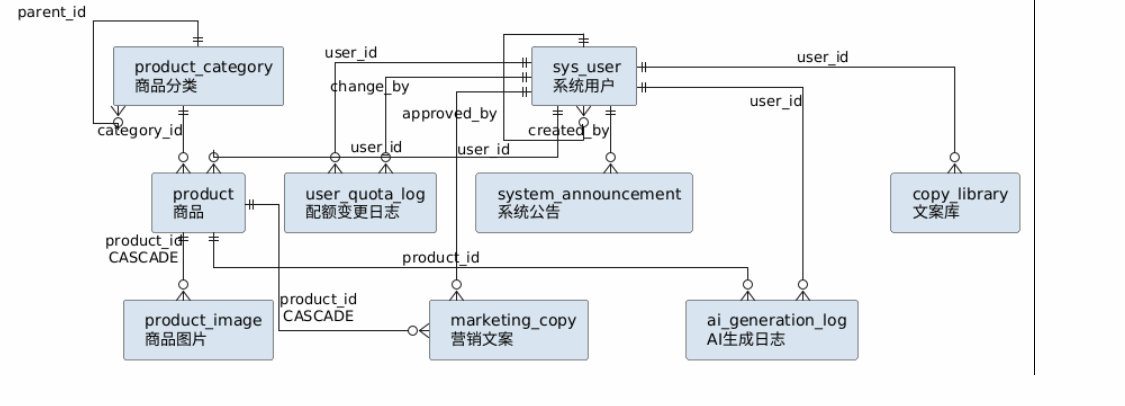 parent_id
product_category
商品分类
sys_user
系统用户
user_id
user_id
change_by
user_id
approved_by
category_id
created_by
user_id
user_id
product
商品
user_quota_log
配额变更日志
system_announcement
系统公告
copy_library
文案库
product_id
CASCADE
product_id
product_id
CASCADE
product_image
商品图片
marketing_copy
营销文案
ai_generation_log
AI生成日志